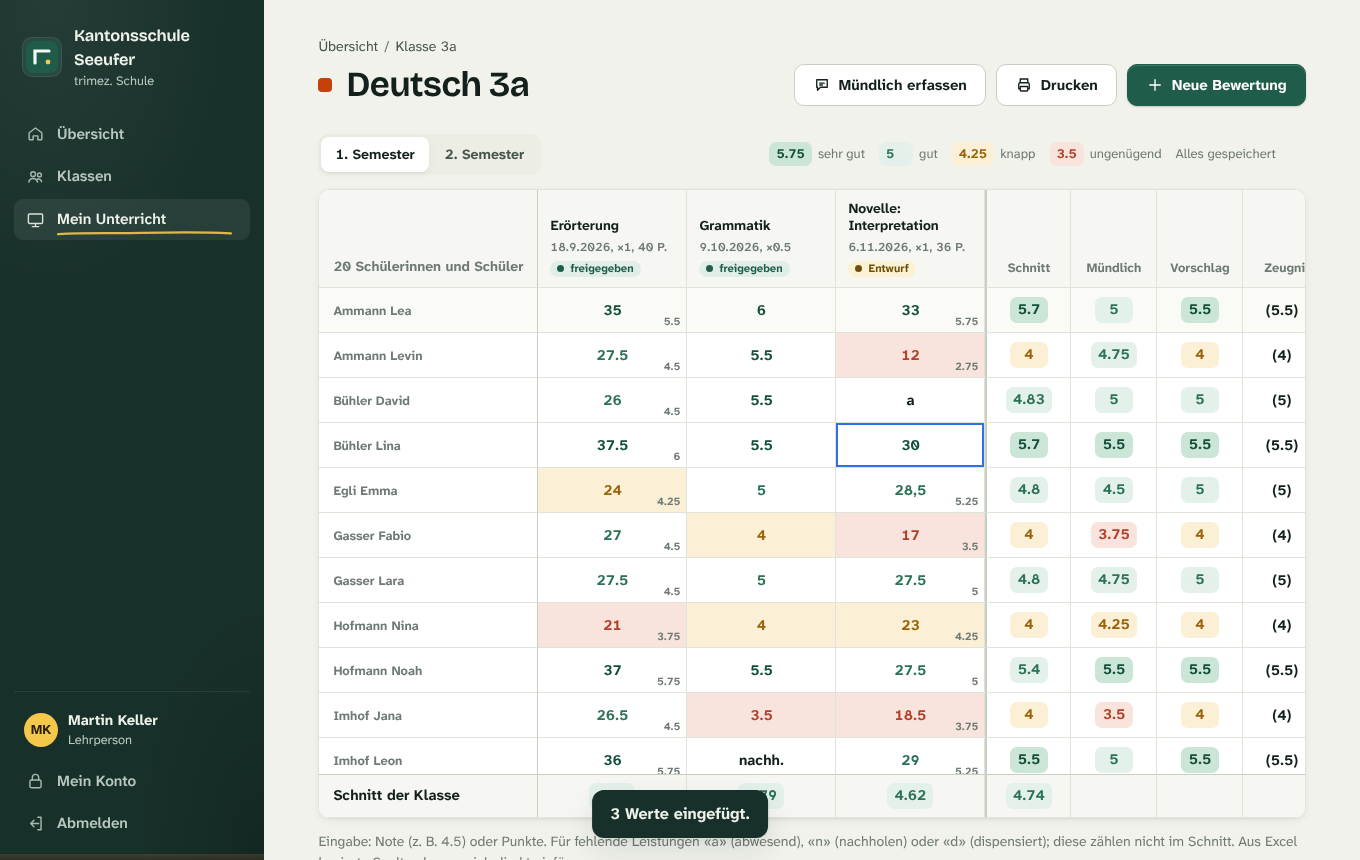 Kantonsschule
Seeufer
trimez. Schule
Übersicht
Klassen
Mein Unterricht
MK
Martin Keller
Lehrperson
Mein Konto
Abmelden
Übersicht / Klasse 3a
Deutsch 3a
Mündlich erfassen
Drucken
Neue Bewertung
1. Semester 2. Semester
5.75 sehr gut 5 gut 4.25 knapp 3.5 ungenügend Alles gespeichert
20 Schülerinnen und Schüler
Erörterung
18.9.2026, ×1, 40 P.
freigegeben
Grammatik
9.10.2026, ×0.5
freigegeben
Novelle:
Interpretation
6.11.2026, ×1, 36 P.
Entwurf
Schnitt Mündlich Vorschlag Zeugni
Ammann Lea 35 5.5 6 33 5.75 5.7 5 5.5 (5.5)
Ammann Levin 27.5 4.5 5.5 12 2.75 4 4.75 4 (4)
Bühler David 26 4.5 5.5 a 4.83 5 5 (5)
Bühler Lina 37.5 6 5.5 30 5.7 5.5 5.5 (5.5)
Egli Emma 24 4.25 5 28,5 5.25 4.8 4.5 5 (5)
Gasser Fabio 27 4.5 4 17 3.5 4 3.75 4 (4)
Gasser Lara 27.5 4.5 5 27.5 5 4.8 4.75 5 (5)
Hofmann Nina 21 3.75 4 23 4.25 4 4.25 4 (4)
Hofmann Noah 37 5.75 5.5 27.5 5 5.4 5.5 5.5 (5.5)
Imhof Jana 26.5 4.5 3.5 18.5 3.75 4 3.5 4 (4)
Imhof Leon 36 5.75 nachh. 29 5.25 5.5 5 5.5 (5.5)
Schnitt der Klasse 4.62 4.74
3 Werte eingefügt.
Eingabe: Note (z. B. 4.5) oder Punkte. Für fehlende Leistungen «a» (abwesend), «n» (nachholen) oder «d» (dispensiert); diese zählen nicht im Schnitt. Aus Excel